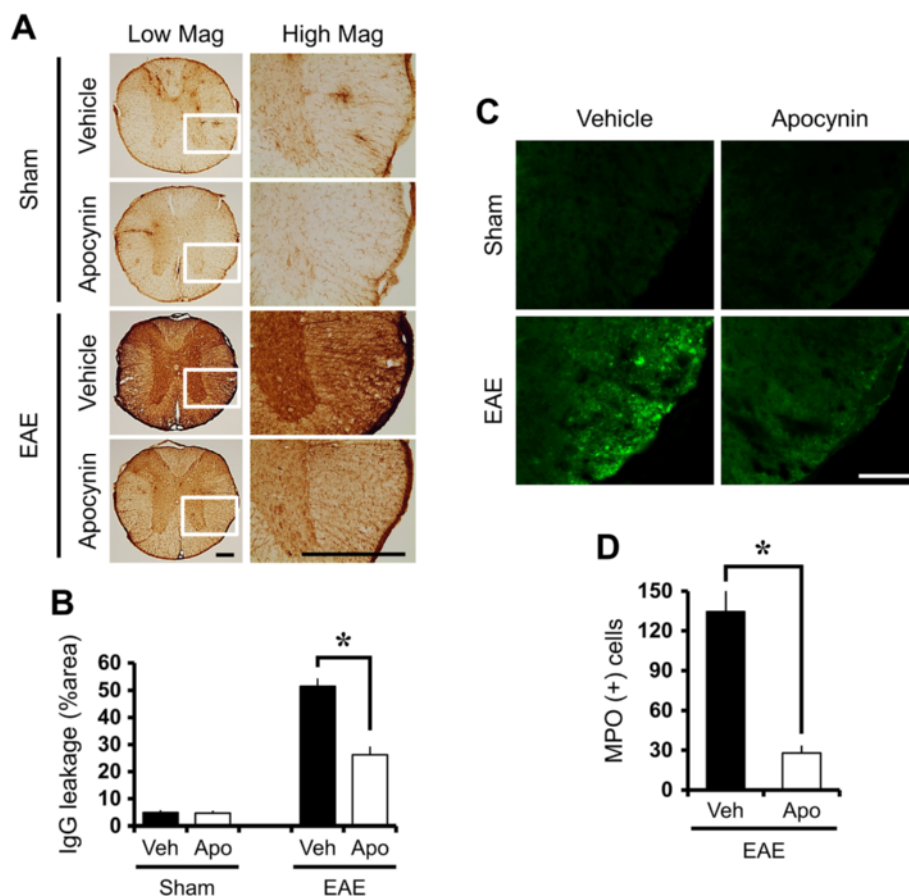 A
Low Mag
High Mag
Sham
Vehicle
Apocynin
EAE
Vehicle
Apocynin
B
IgG leakage (%area)
60
50
40
30
20
10
0
*
Veh
Apo
Veh
Apo
Sham
EAE
C
Vehicle
Apocynin
Sham
EAE
D
MPO (+) cells
150
120
90
60
30
0
*
Veh
Apo
EAE